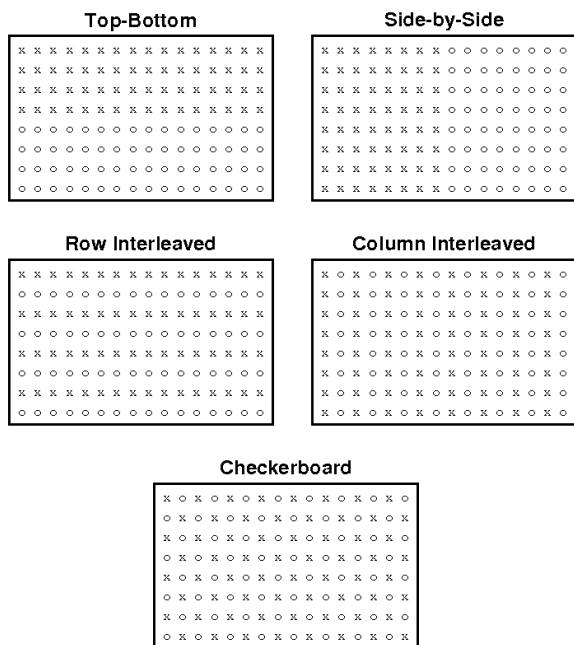 Top-Bottom
x x x x x x x x x x x x x x x x
x x x x x x x x x x x x x x x x
x x x x x x x x x x x x x x x x
x x x x x x x x x x x x x x x x
o o o o o o o o o o o o o o o o
o o o o o o o o o o o o o o o o
o o o o o o o o o o o o o o o o
o o o o o o o o o o o o o o o o
Side-by-Side
x x x x x x x x o o o o o o o o
x x x x x x x x o o o o o o o o
x x x x x x x x o o o o o o o o
x x x x x x x x o o o o o o o o
x x x x x x x x o o o o o o o o
x x x x x x x x o o o o o o o o
x x x x x x x x o o o o o o o o
x x x x x x x x o o o o o o o o
Row Interleaved
x x x x x x x x x x x x x x x x
o o o o o o o o o o o o o o o o
x x x x x x x x x x x x x x x x
o o o o o o o o o o o o o o o o
x x x x x x x x x x x x x x x x
o o o o o o o o o o o o o o o o
x x x x x x x x x x x x x x x x
o o o o o o o o o o o o o o o o
Column Interleaved
x o x o x o x o x o x o x o x o
x o x o x o x o x o x o x o x o
x o x o x o x o x o x o x o x o
x o x o x o x o x o x o x o x o
x o x o x o x o x o x o x o x o
x o x o x o x o x o x o x o x o
x o x o x o x o x o x o x o x o
x o x o x o x o x o x o x o x o
Checkerboard
x o x o x o x o x o x o x o x o
o x o x o x o x o x o x o x o x
x o x o x o x o x o x o x o x o
o x o x o x o x o x o x o x o x
x o x o x o x o x o x o x o x o
o x o x o x o x o x o x o x o x
x o x o x o x o x o x o x o x o
o x o x o x o x o x o x o x o x